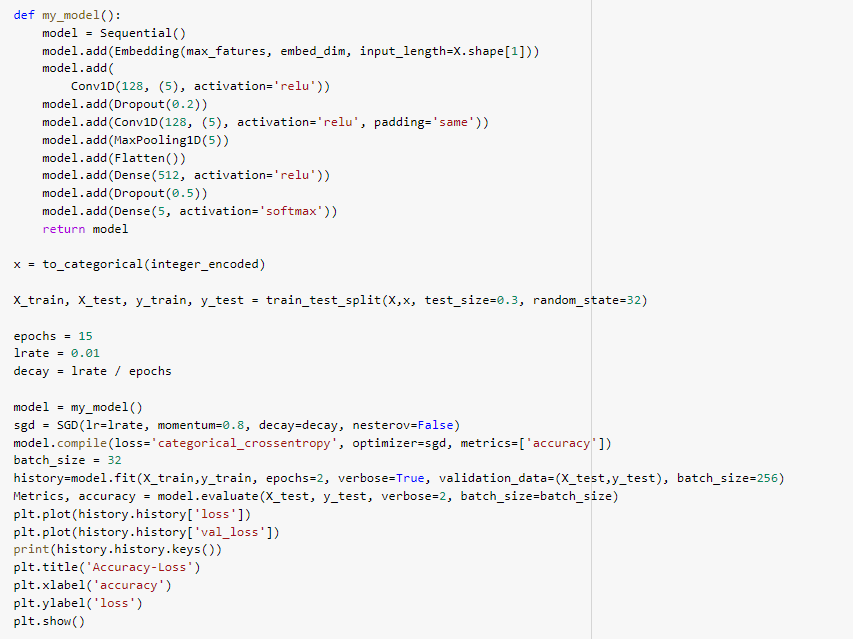 def my_model():
    model = Sequential()
    model.add(Embedding(max_fatures, embed_dim, input_length=X.shape[1]))
    model.add(
        Conv1D(128, (5), activation='relu'))
    model.add(Dropout(0.2))
    model.add(Conv1D(128, (5), activation='relu', padding='same'))
    model.add(MaxPooling1D(5))
    model.add(Flatten())
    model.add(Dense(512, activation='relu'))
    model.add(Dropout(0.5))
    model.add(Dense(5, activation='softmax'))
    return model

x = to_categorical(integer_encoded)

X_train, X_test, y_train, y_test = train_test_split(X,x, test_size=0.3, random_state=32)

epochs = 15
lrate = 0.01
decay = lrate / epochs

model = my_model()
sgd = SGD(lr=lrate, momentum=0.8, decay=decay, nesterov=False)
model.compile(loss='categorical_crossentropy', optimizer=sgd, metrics=['accuracy'])
batch_size = 32
history=model.fit(X_train,y_train, epochs=2, verbose=True, validation_data=(X_test,y_test), batch_size=256)
Metrics, accuracy = model.evaluate(X_test, y_test, verbose=2, batch_size=batch_size)
plt.plot(history.history['loss'])
plt.plot(history.history['val_loss'])
print(history.history.keys())
plt.title('Accuracy-Loss')
plt.xlabel('accuracy')
plt.ylabel('loss')
plt.show()